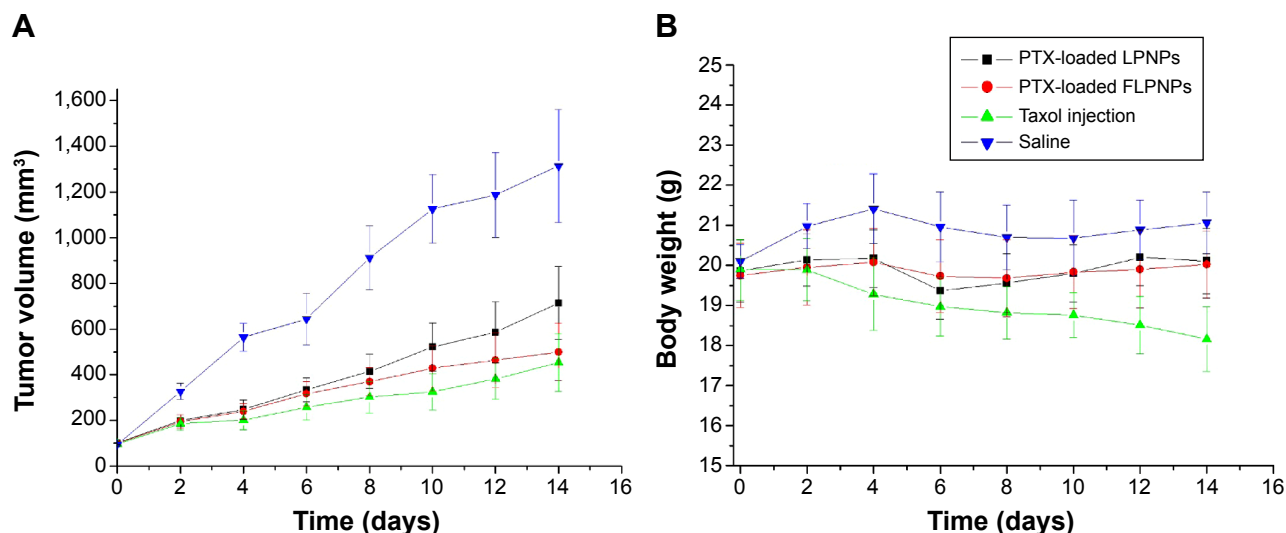 A
Tumor volume (mm³)
1,600
1,400
1,200
1,000
800
600
400
200
0
0 2 4 6 8 10 12 14 16
Time (days)
B
PTX-loaded LPNPs
PTX-loaded FLPNPs
Taxol injection
Saline
Body weight (g)
25
24
23
22
21
20
19
18
17
16
15
0 2 4 6 8 10 12 14 16
Time (days)